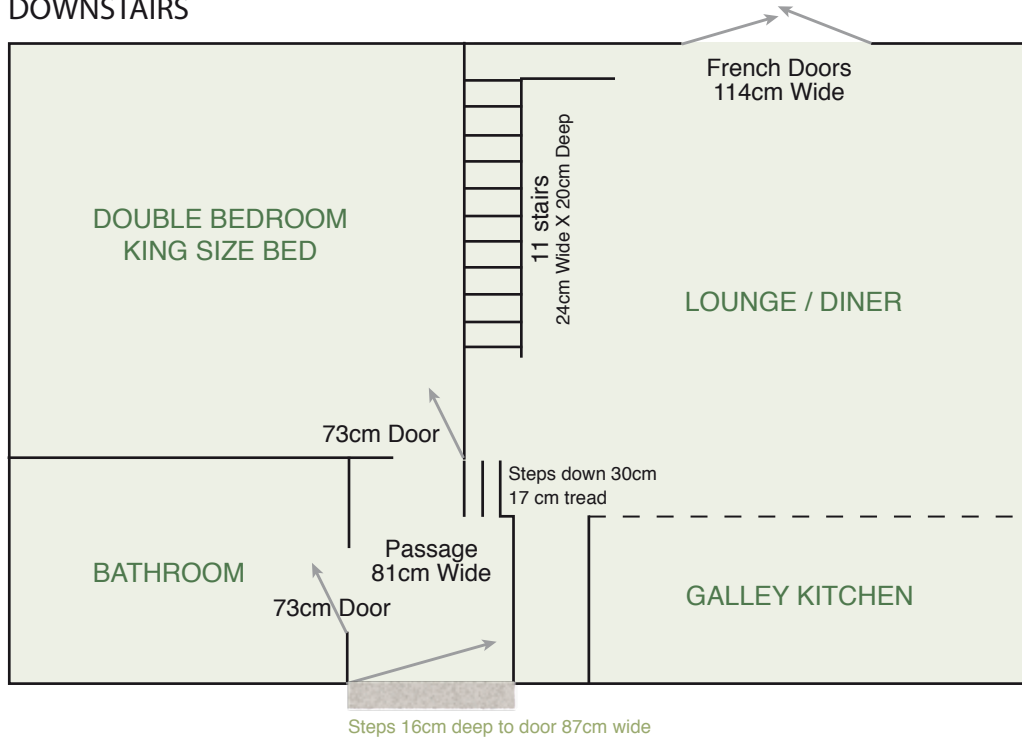 DOWNSTAIRS
French Doors
114cm Wide
11 stairs
24cm Wide X 20cm Deep
DOUBLE BEDROOM
KING SIZE BED
LOUNGE / DINER
73cm Door
Steps down 30cm
17 cm tread
Passage
81cm Wide
BATHROOM
73cm Door
GALLEY KITCHEN
Steps 16cm deep to door 87cm wide